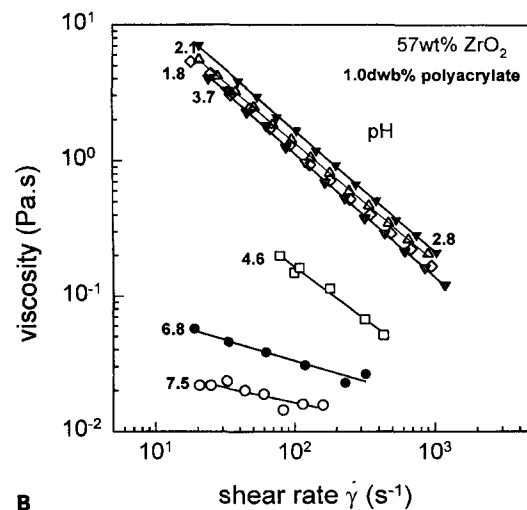 57wt% ZrO₂
1.0dwb% polyacrylate
pH
2.1
1.8
3.7
2.8
4.6
6.8
7.5
viscosity (Pa.s)
10¹
10⁰
10⁻¹
10⁻²
10¹ 10² 10³
shear rate γ̇ (s⁻¹)
B